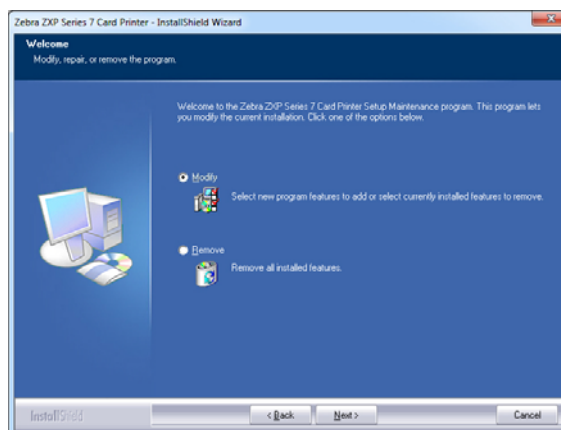 Zebra ZXP Series 7 Card Printer - InstallShield Wizard
Welcome
Modify, repair, or remove the program.
Welcome to the Zebra ZXP Series 7 Card Printer Setup Maintenance program. This program lets
you modify the current installation. Click one of the options below.
Modify
Select new program features to add or select currently installed features to remove.
Remove
Remove all installed features.
InstallShield
< Back
Next >
Cancel